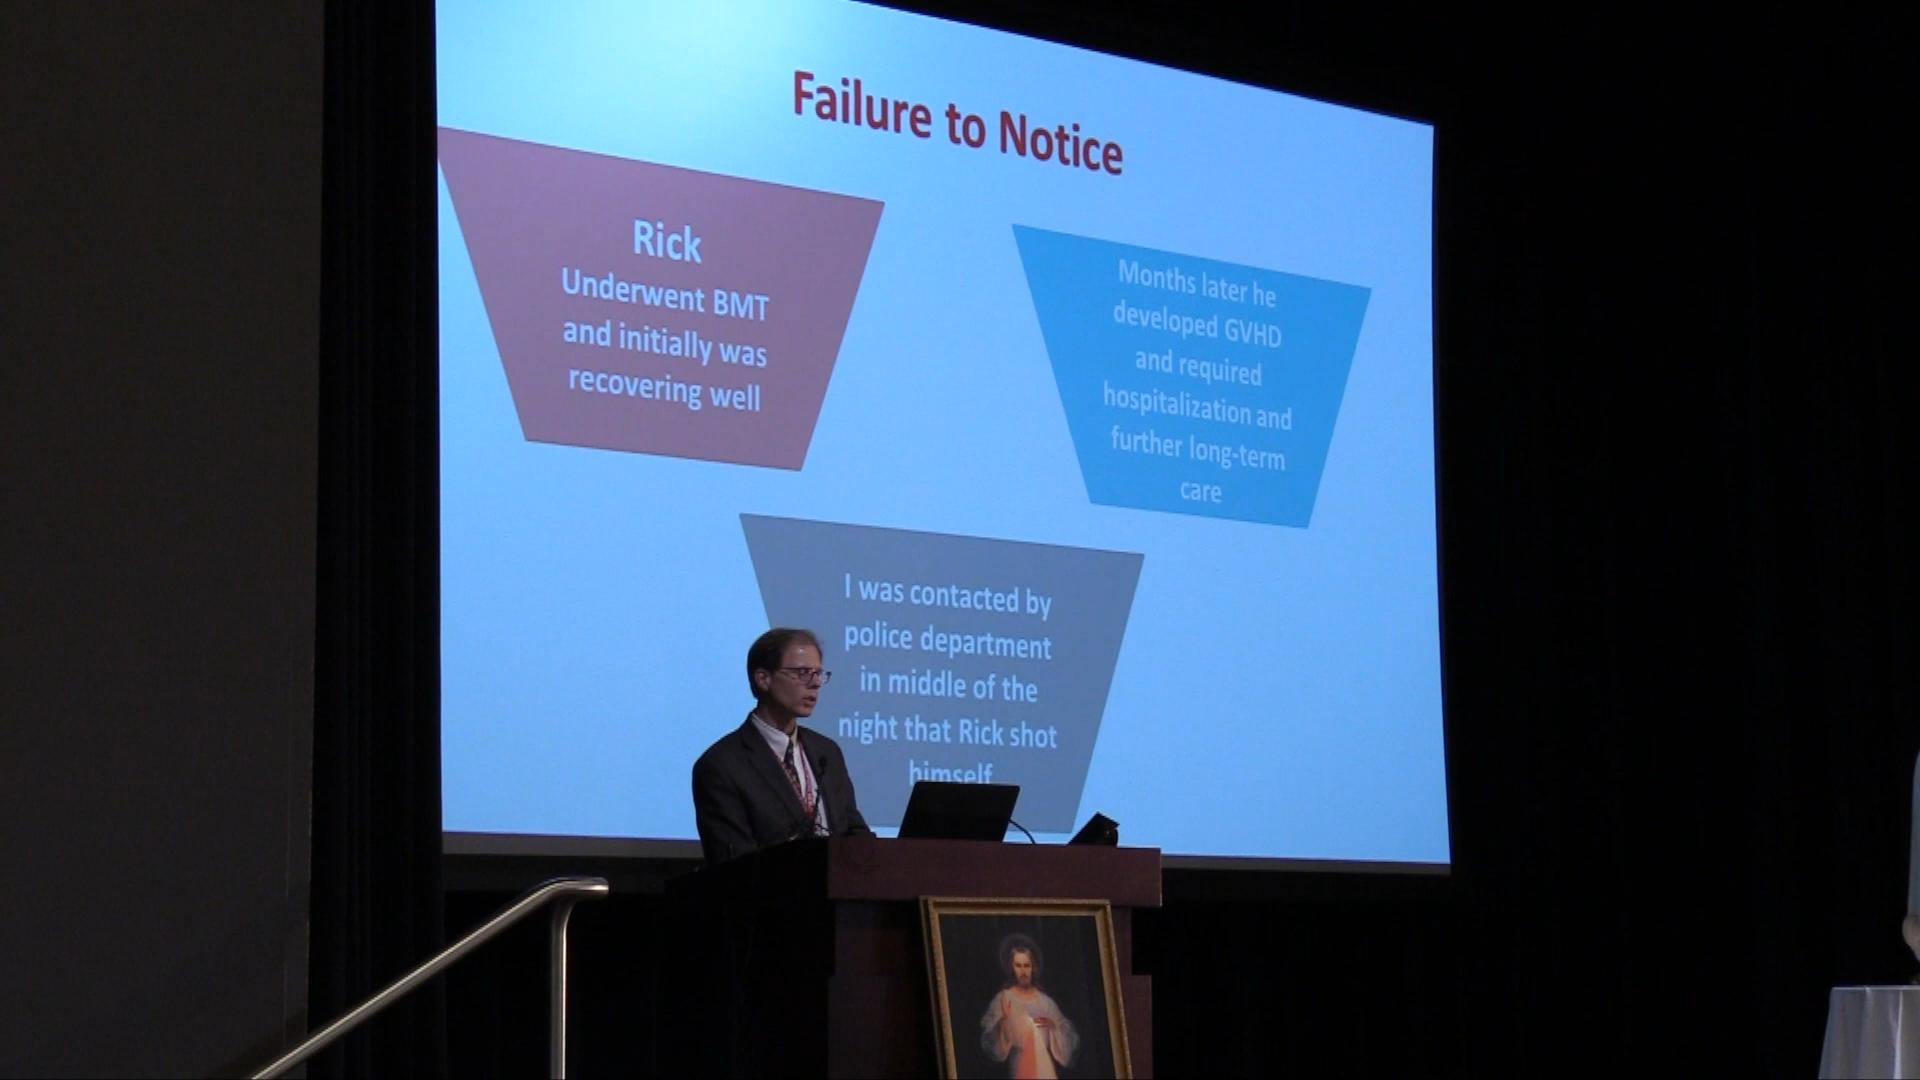 Failure to Notice
Rick
Underwent BMT
and initially was
recovering well
Months later he
developed GVHD
and required
hospitalization and
further long-term
care
I was contacted by
police department
in middle of the
night that Rick shot
himself